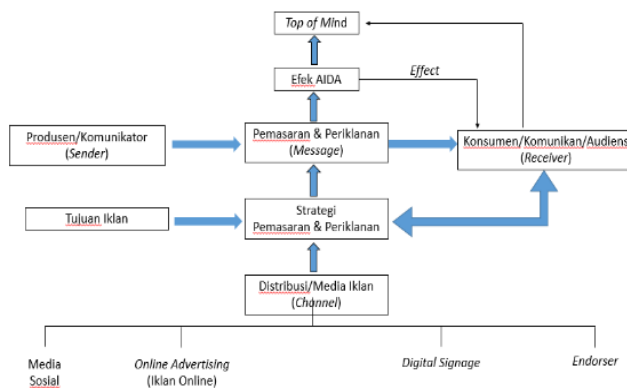 Top of Mind
Efek AIDA
Effect
Produsen/Komunikator
(Sender)
Pemasaran & Periklanan
(Message)
Konsumen/Komunikan/Audiens
(Receiver)
Tujuan Iklan
Strategi
Pemasaran & Periklanan
Distribusi/Media Iklan
(Channel)
Media
Sosial
Online Advertising
(Iklan Online)
Digital Signage
Endorser